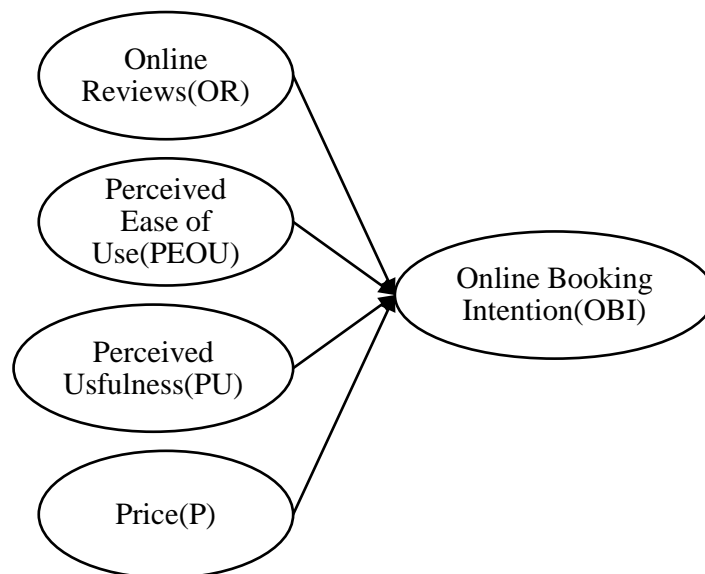 Online
Reviews(OR)
Perceived
Ease of
Use(PEOU)
Online Booking
Intention(OBI)
Perceived
Usfulness(PU)
Price(P)